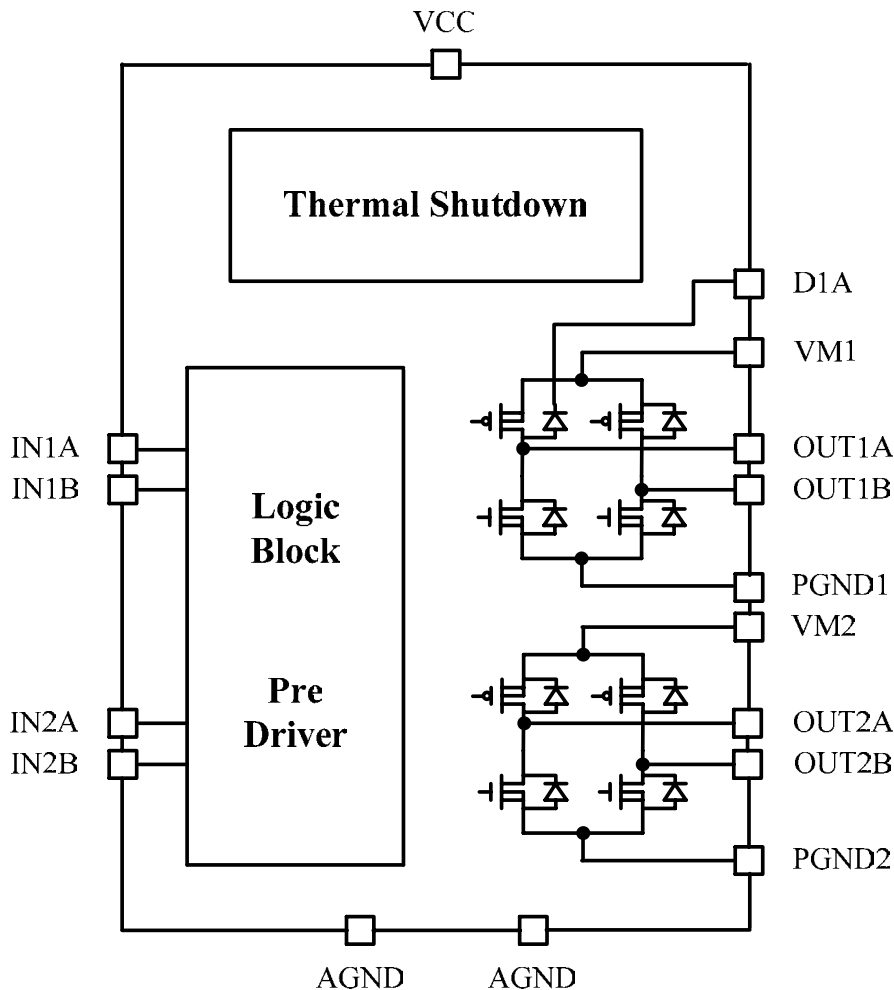 VCC
Thermal Shutdown
D1A
VM1
IN1A
OUT1A
IN1B
OUT1B
Logic
Block
PGND1
VM2
Pre
Driver
IN2A
OUT2A
IN2B
OUT2B
PGND2
AGND
AGND